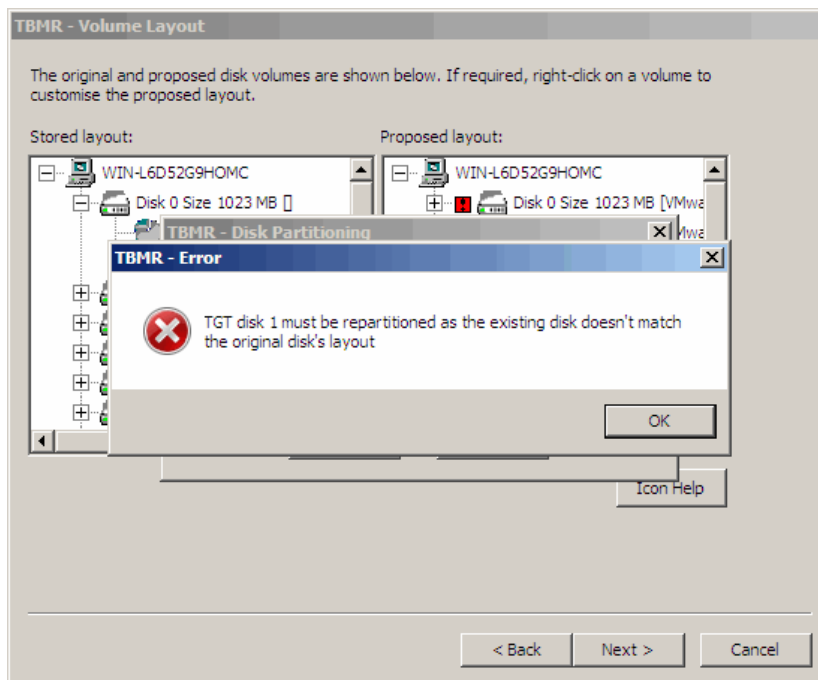 TBMR - Volume Layout
The original and proposed disk volumes are shown below. If required, right-click on a volume to
customise the proposed layout.
Stored layout:
Proposed layout:
WIN-L6D52G9HOMC
WIN-L6D52G9HOMC
Disk 0 Size 1023 MB []
Disk 0 Size 1023 MB [VMwa
TBMR - Disk Partitioning
Mwa
TBMR - Error
TGT disk 1 must be repartitioned as the existing disk doesn't match
the original disk's layout
OK
Icon Help
< Back
Next >
Cancel